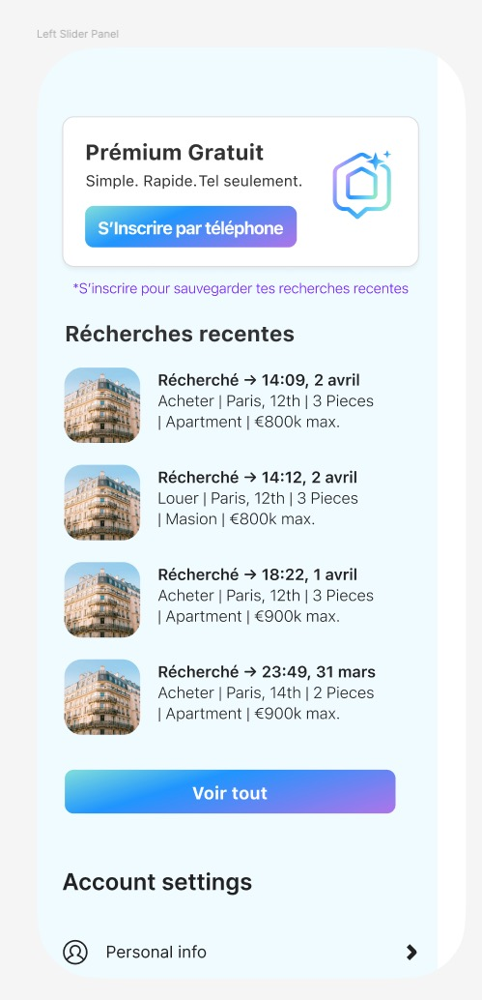 Left Slider Panel
Prémium Gratuit
Simple. Rapide. Tel seulement.
S'Inscrire par téléphone
*S'inscrire pour sauvegarder tes recherches recentes
Récherches recentes
Récherché → 14:09, 2 avril
Acheter | Paris, 12th | 3 Pieces
| Apartment | €800k max.
Récherché → 14:12, 2 avril
Louer | Paris, 12th | 3 Pieces
| Masion | €800k max.
Récherché → 18:22, 1 avril
Acheter | Paris, 12th | 3 Pieces
| Apartment | €900k max.
Récherché → 23:49, 31 mars
Acheter | Paris, 14th | 2 Pieces
| Apartment | €900k max.
Voir tout
Account settings
Personal info